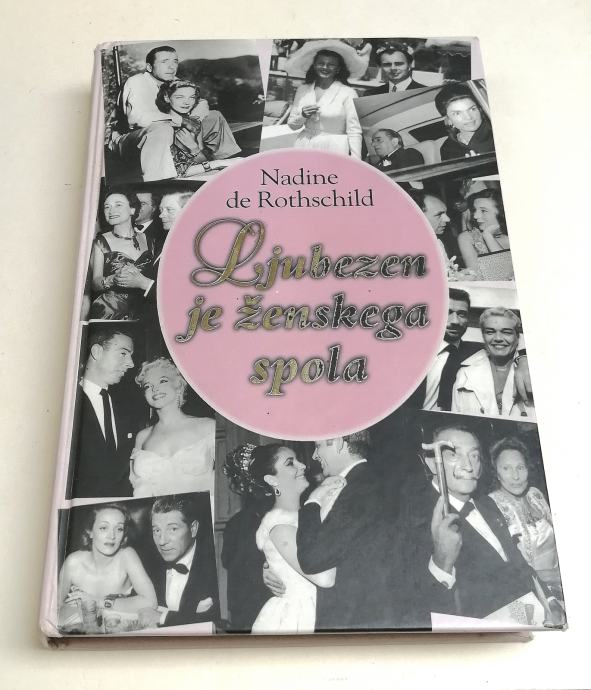 Nadine
de Rothschild
Ljubezen
je ženskega
spola